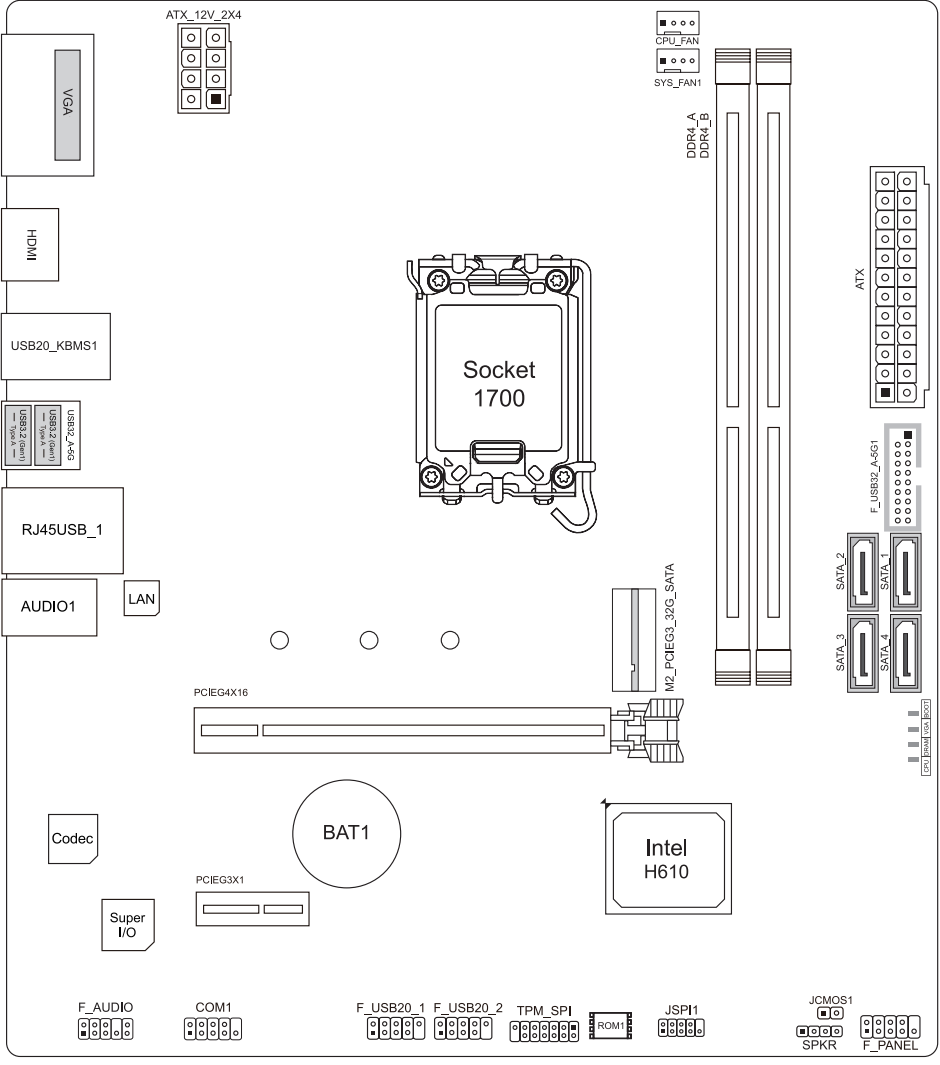 ATX_12V_2X4
CPU_FAN
SYS_FAN1
VGA
DDR4_A
DDR4_B
HDMI
ATX
USB20_KBMS1
Socket
1700
USB32_A-5G
USB3.2 (Gen1)
— Type A —
USB3.2 (Gen1)
— Type A —
F_USB32_A-5G1
RJ45USB_1
SATA_2
SATA_1
AUDIO1
LAN
M2_PCIEG3_32G_SATA
SATA_3
SATA_4
PCIEG4X16
CPU DRAM VGA BOOT
BAT1
Codec
Intel
H610
PCIEG3X1
Super
I/O
F_AUDIO
COM1
F_USB20_1
F_USB20_2
TPM_SPI
ROM1
JSPI1
JCMOS1
SPKR
F_PANEL